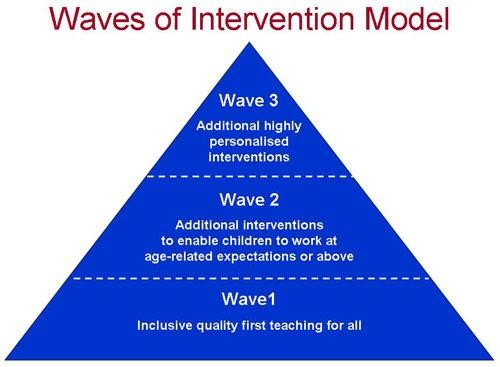 Waves of Intervention Model
Wave 3
Additional highly
personalised
interventions
Wave 2
Additional interventions
to enable children to work at
age-related expectations or above
Wave1
Inclusive quality first teaching for all